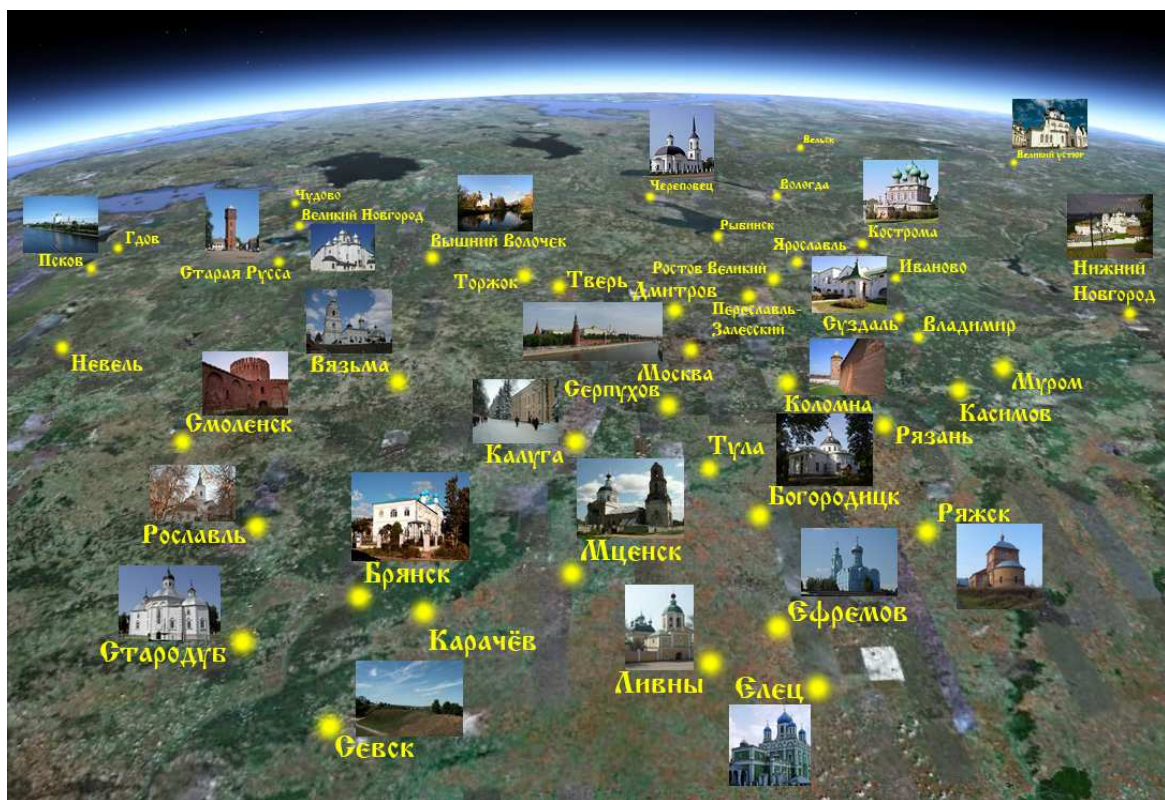 Вельск
Великий устюг
Череповец
Вологда
Чудово
Великий Новгород
Рыбинск
Кострома
Гдов
Псков
Старая Русса
Вышний Волочек
Ярославль
Иваново
Нижний
Новгород
Торжок
Тверь
Ростов Великий
Дмитров
Переславль-
Залесский
Суздаль
Владимир
Невель
Вязьма
Москва
Серпухов
Коломна
Муром
Касимов
Смоленск
Калуга
Тула
Рязань
Богородицк
Рославль
Ряжск
Мценск
Брянск
Ефремов
Карачёв
Стародуб
Ливны
Елец
Севск